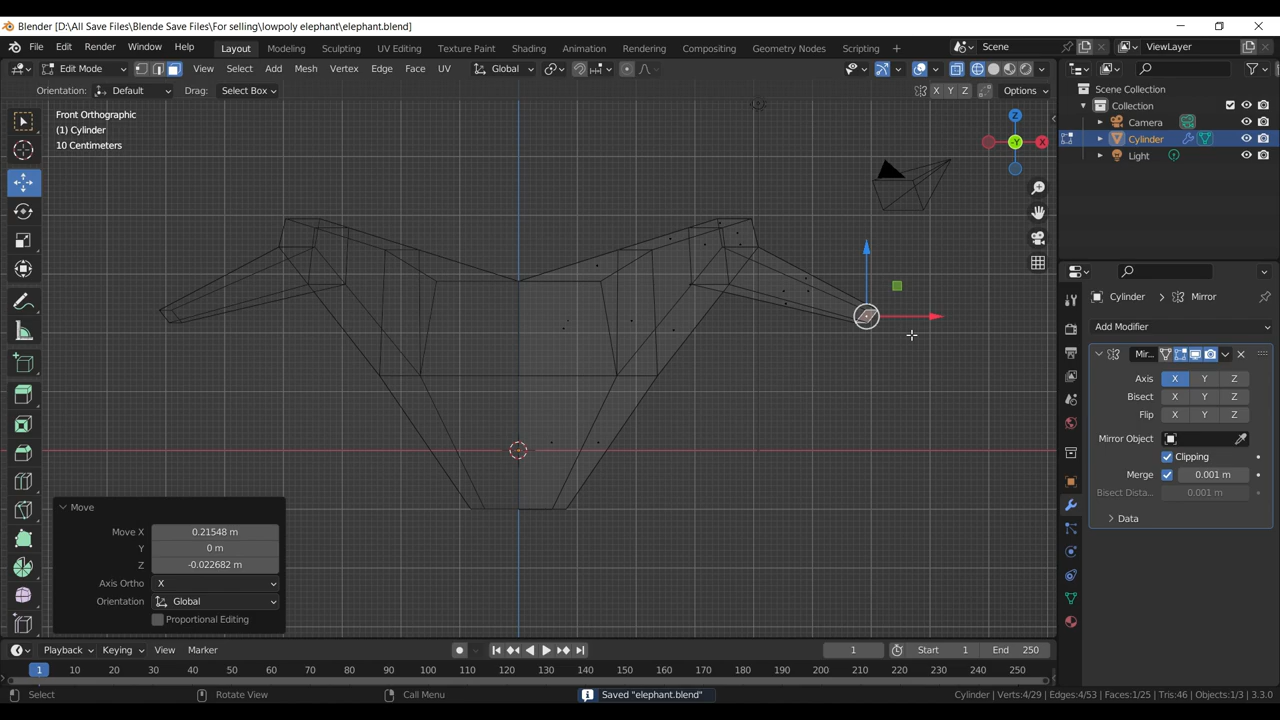 Blender [D:\All Save Files\Blende Save Files\For selling\lowpoly elephant\elephant.blend]
File Edit Render Window Help Layout Modeling Sculpting UV Editing Texture Paint Shading Animation Rendering Compositing Geometry Nodes Scripting + Scene ViewLayer
Edit Mode View Select Add Mesh Vertex Edge Face UV Global
Orientation: Default Drag: Select Box X Y Z Options
Front Orthographic
(1) Cylinder
10 Centimeters
Z
-Y
X
Scene Collection
Collection
Camera
Cylinder
Light
Cylinder Mirror
Add Modifier
Mir...
Axis X Y Z
Bisect X Y Z
Flip X Y Z
Mirror Object
Clipping
Merge 0.001 m
Bisect Dista... 0.001 m
Data
Move
Move X 0.21548 m
Y 0 m
Z -0.022682 m
Axis Ortho X
Orientation Global
Proportional Editing
Playback Keying View Marker 1 Start 1 End 250
1 10 20 30 40 50 60 70 80 90 100 110 120 130 140 150 160 170 180 190 200 210 220 230 240 250
Select Rotate View Call Menu Saved "elephant.blend" Cylinder | Verts:4/29 | Edges:4/53 | Faces:1/25 | Tris:46 | Objects:1/3 | 3.3.0